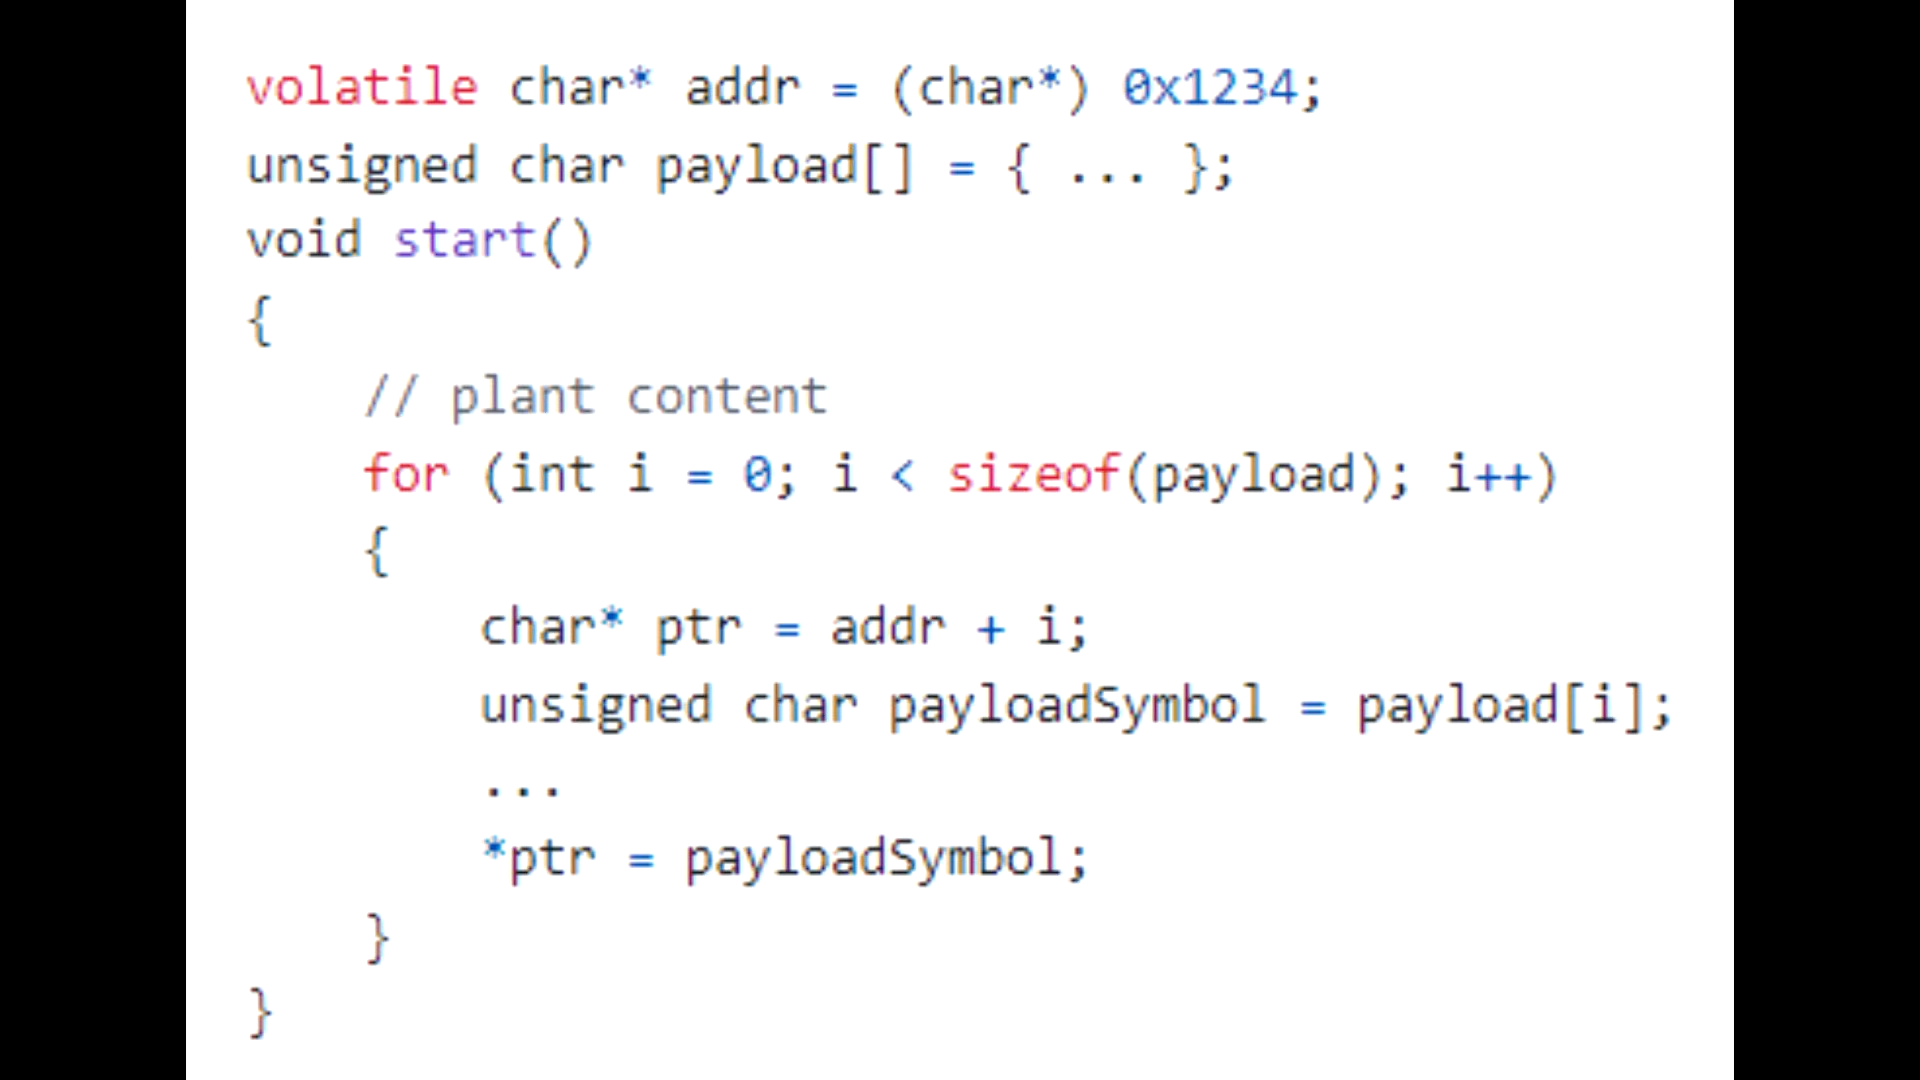 volatile char* addr = (char*) 0x1234;
unsigned char payload[] = { ... };
void start()
{
    // plant content
    for (int i = 0; i < sizeof(payload); i++)
    {
        char* ptr = addr + i;
        unsigned char payloadSymbol = payload[i];
        ...
        *ptr = payloadSymbol;
    }
}